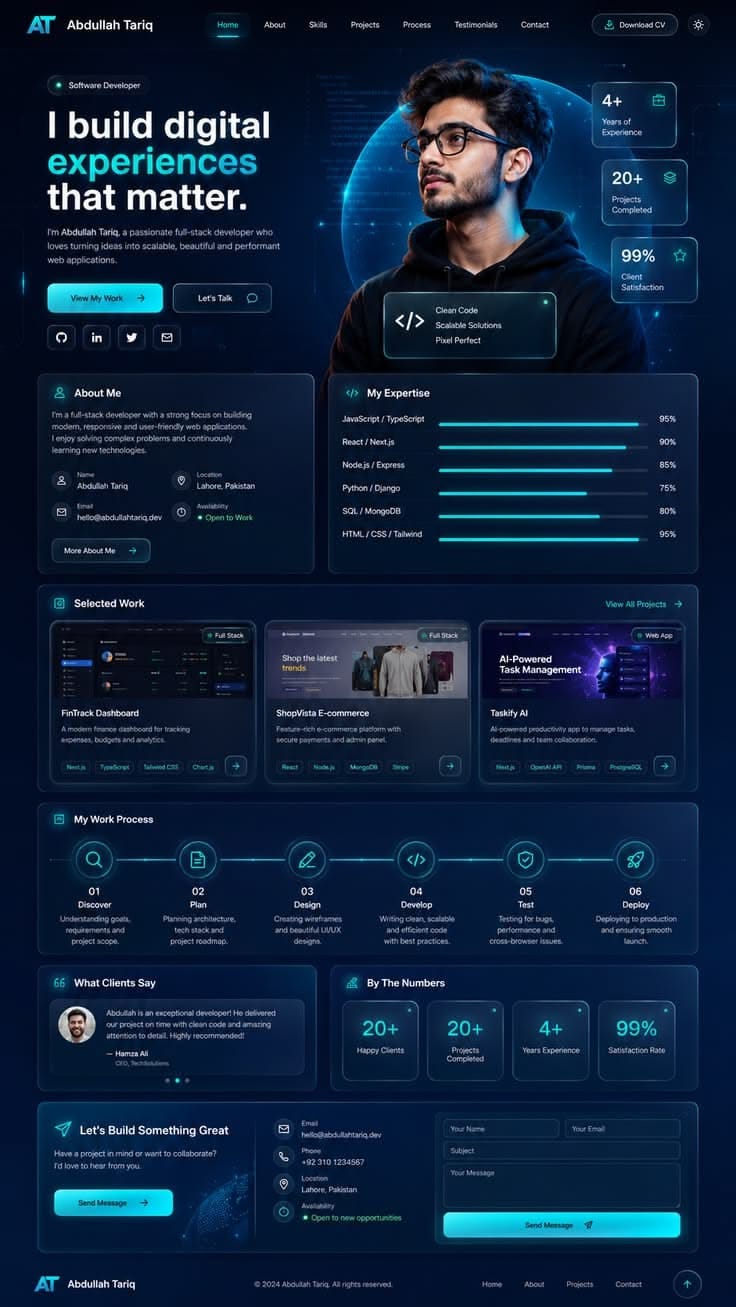 AT Abdullah Tariq
Home
About
Skills
Projects
Process
Testimonials
Contact
Download CV
Software Developer
I build digital
experiences
that matter.
I'm Abdullah Tariq, a passionate full-stack developer who
loves turning ideas into scalable, beautiful and performant
web applications.
View My Work
Let's Talk
in
4+
Years of
Experience
20+
Projects
Completed
99%
Client
Satisfaction
</>
Clean Code
Scalable Solutions
Pixel Perfect
About Me
I'm a full-stack developer with a strong focus on building
modern, responsive and user-friendly web applications.
I enjoy solving complex problems and continuously
learning new technologies.
Name
Abdullah Tariq
Location
Lahore, Pakistan
Email
hello@abdullahtariq.dev
Availability
Open to Work
More About Me
</> My Expertise
JavaScript / TypeScript 95%
React / Next.js 90%
Node.js / Express 85%
Python / Django 75%
SQL / MongoDB 80%
HTML / CSS / Tailwind 95%
Selected Work
View All Projects
Full Stack
FinTrack Dashboard
A modern finance dashboard for tracking
expenses, budgets and analytics.
Next.js
TypeScript
Tailwind CSS
Chart.js
Full Stack
Shop the latest
trends
ShopVista E-commerce
Feature-rich e-commerce platform with
secure payments and admin panel.
React
Node.js
MongoDB
Stripe
Web App
AI-Powered
Task Management
Taskify AI
AI-powered productivity app to manage tasks,
deadlines and team collaboration.
Next.js
OpenAI API
Prisma
PostgreSQL
My Work Process
01
Discover
Understanding goals,
requirements and
project scope.
02
Plan
Planning architecture,
tech stack and
project roadmap.
03
Design
Creating wireframes
and beautiful UI/UX
designs.
</>
04
Develop
Writing clean, scalable
and efficient code
with best practices.
05
Test
Testing for bugs,
performance and
cross-browser issues.
06
Deploy
Deploying to production
and ensuring smooth
launch.
What Clients Say
Abdullah is an exceptional developer! He delivered
our project on time with clean code and amazing
attention to detail. Highly recommended!
— Hamza Ali
CEO, TechSolutions
By The Numbers
20+
Happy Clients
20+
Projects
Completed
4+
Years Experience
99%
Satisfaction Rate
Let's Build Something Great
Have a project in mind or want to collaborate?
I'd love to hear from you.
Send Message
Email
hello@abdullahtariq.dev
Phone
+92 310 1234567
Location
Lahore, Pakistan
Availability
Open to new opportunities
Your Name
Your Email
Subject
Your Message
Send Message
AT Abdullah Tariq
© 2024 Abdullah Tariq. All rights reserved.
Home
About
Projects
Contact